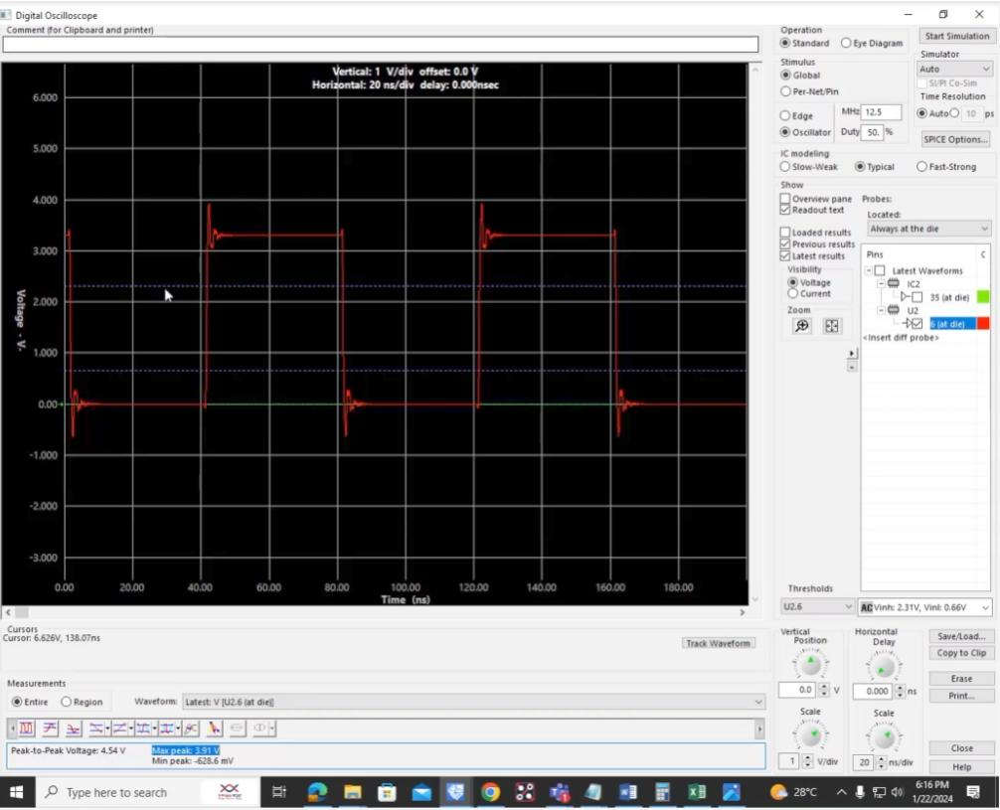 Digital Oscilloscope
Comment (for Clipboard and printer)
Vertical: 1 V/div offset: 0.0 V
Horizontal: 20 ns/div delay: 0.000nsec
6.000
5.000
4.000
3.000
2.000
1.000
0.00
-1.000
-2.000
-3.000
Voltage - V-
0.00 20.00 40.00 60.00 80.00 100.00 120.00 140.00 160.00 180.00
Time (ns)
Operation
Standard Eye Diagram
Start Simulation
Stimulus
Global
Per-Net/Pin
Simulator
Auto
SI/PI Co-Sim
Time Resolution
Auto 10 ps
Edge
Oscillator
MHz 12.5
Duty 50. %
SPICE Options...
IC modeling
Slow-Weak Typical Fast-Strong
Show
Overview pane
Readout text
Loaded results
Previous results
Latest results
Visibility
Voltage
Current
Zoom
Probes:
Located:
Always at the die
Pins C
Latest Waveforms
IC2
35 (at die)
U2
6 (at die)
<Insert diff probe>
Thresholds
U2.6
AC Vinh: 2.31V, Vinl: 0.66V
Cursors
Cursor: 6.626V, 138.07ns
Track Waveform
Measurements
Entire Region Waveform: Latest: V [U2.6 (at die)]
Peak-to-Peak Voltage: 4.54 V
Max peak: 3.91 V
Min peak: -628.6 mV
Vertical
Position
0.0 V
Scale
1 V/div
Horizontal
Delay
0.000 ns
Scale
20 ns/div
Save/Load...
Copy to Clip
Erase
Print...
Close
Help
Type here to search
28°C
6:16 PM
1/22/2024